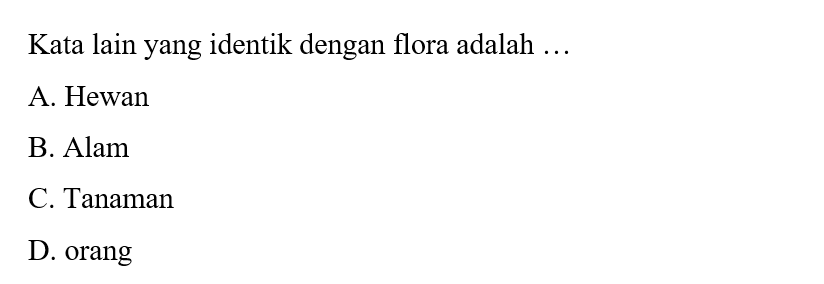 Kata lain yang identik dengan flora adalah …
A. Hewan
B. Alam
C. Tanaman
D. orang